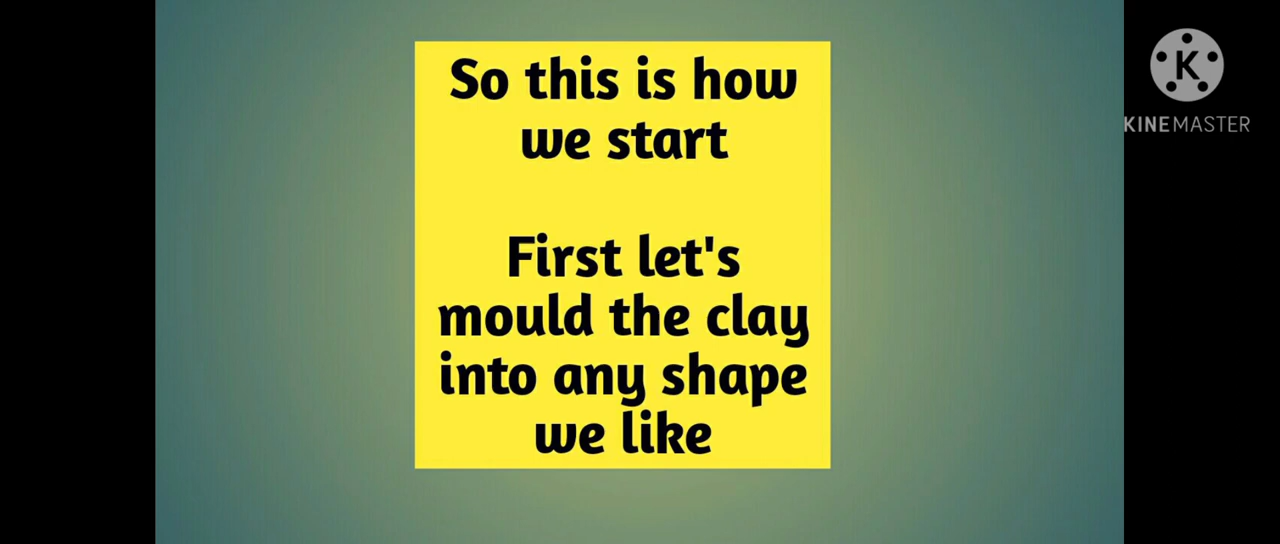 So this is how
we start
First let's
mould the clay
into any shape
we like
K
KINEMASTER